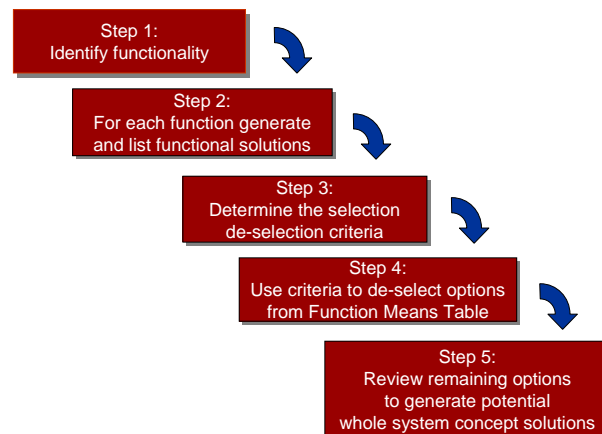 Step 1:
Identify functionality
Step 2:
For each function generate
and list functional solutions
Step 3:
Determine the selection
de-selection criteria
Step 4:
Use criteria to de-select options
from Function Means Table
Step 5:
Review remaining options
to generate potential
whole system concept solutions